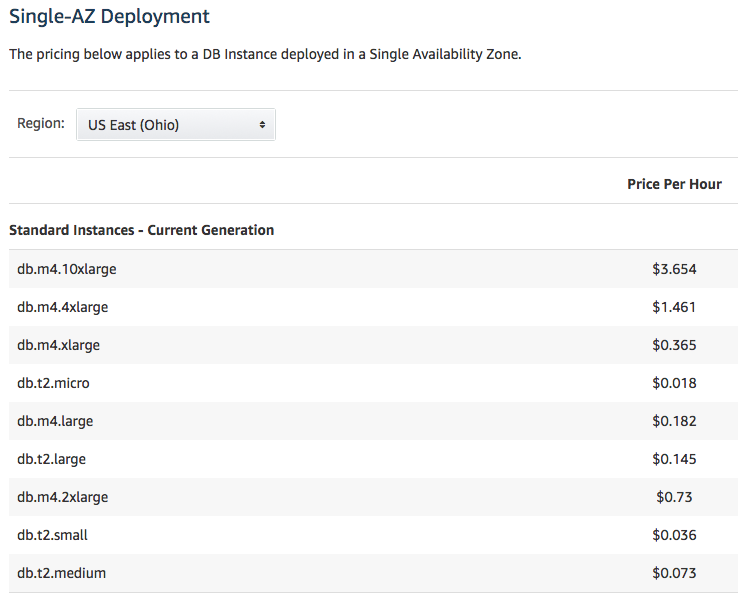 Single-AZ Deployment
The pricing below applies to a DB Instance deployed in a Single Availability Zone.
Region: US East (Ohio)
Price Per Hour
Standard Instances - Current Generation
db.m4.10xlarge $3.654
db.m4.4xlarge $1.461
db.m4.xlarge $0.365
db.t2.micro $0.018
db.m4.large $0.182
db.t2.large $0.145
db.m4.2xlarge $0.73
db.t2.small $0.036
db.t2.medium $0.073